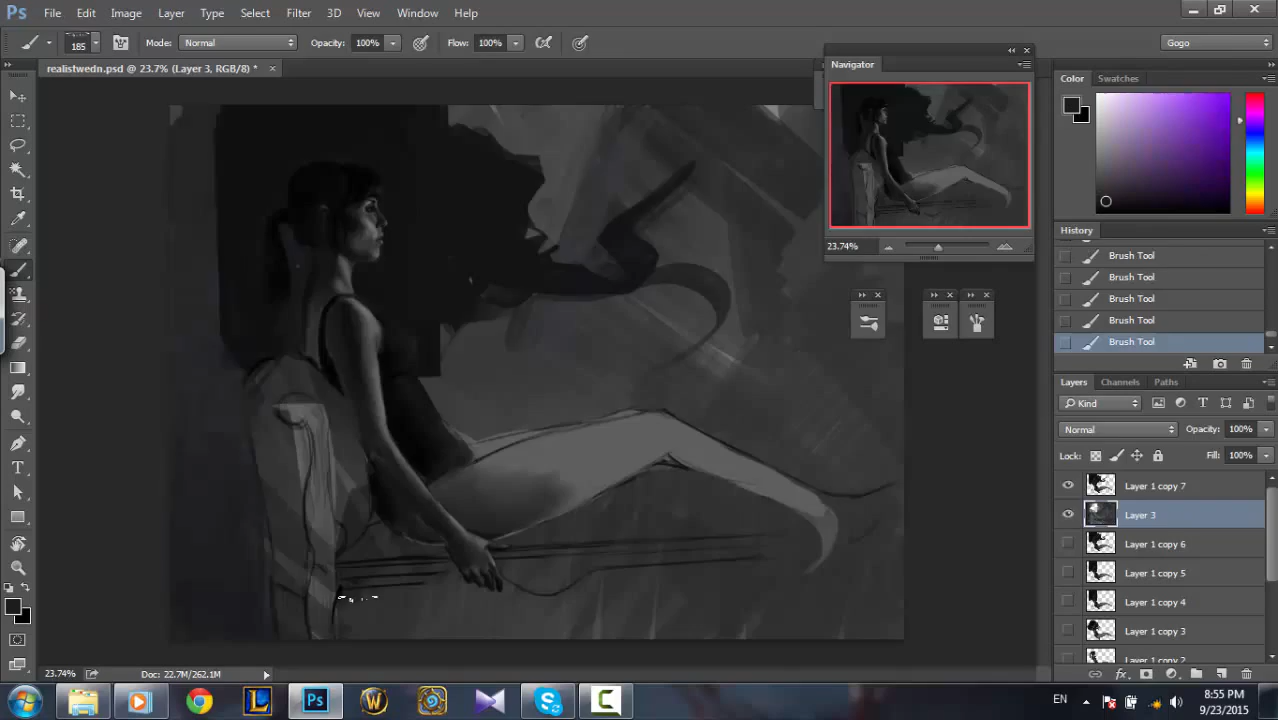 Ps File Edit Image Layer Type Select Filter 3D View Window Help
185 Mode: Normal Opacity: 100% Flow: 100% Gogo
realistwedn.psd @ 23.7% (Layer 3, RGB/8) *
Navigator
23.74%
Color Swatches
History
Brush Tool
Brush Tool
Brush Tool
Brush Tool
Brush Tool
Layers Channels Paths
Kind
Normal Opacity: 100%
Lock: Fill: 100%
Layer 1 copy 7
Layer 3
Layer 1 copy 6
Layer 1 copy 5
Layer 1 copy 4
Layer 1 copy 3
Layer 1 copy 2
23.74% Doc: 22.7M/262.1M
EN 8:55 PM
9/23/2015